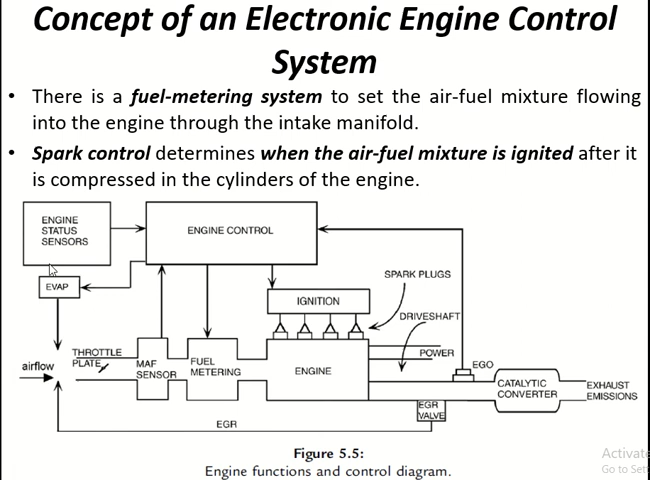 Concept of an Electronic Engine Control
System
• There is a fuel-metering system to set the air-fuel mixture flowing
into the engine through the intake manifold.
• Spark control determines when the air-fuel mixture is ignited after it
is compressed in the cylinders of the engine.
ENGINE
STATUS
SENSORS
ENGINE CONTROL
EVAP
SPARK PLUGS
IGNITION
DRIVESHAFT
THROTTLE
PLATE
airflow
MAF
SENSOR
FUEL
METERING
ENGINE
POWER
EGO
CATALYTIC
CONVERTER
EXHAUST
EMISSIONS
EGR
VALVE
EGR
Figure 5.5:
Engine functions and control diagram.
Activate
Go to Set